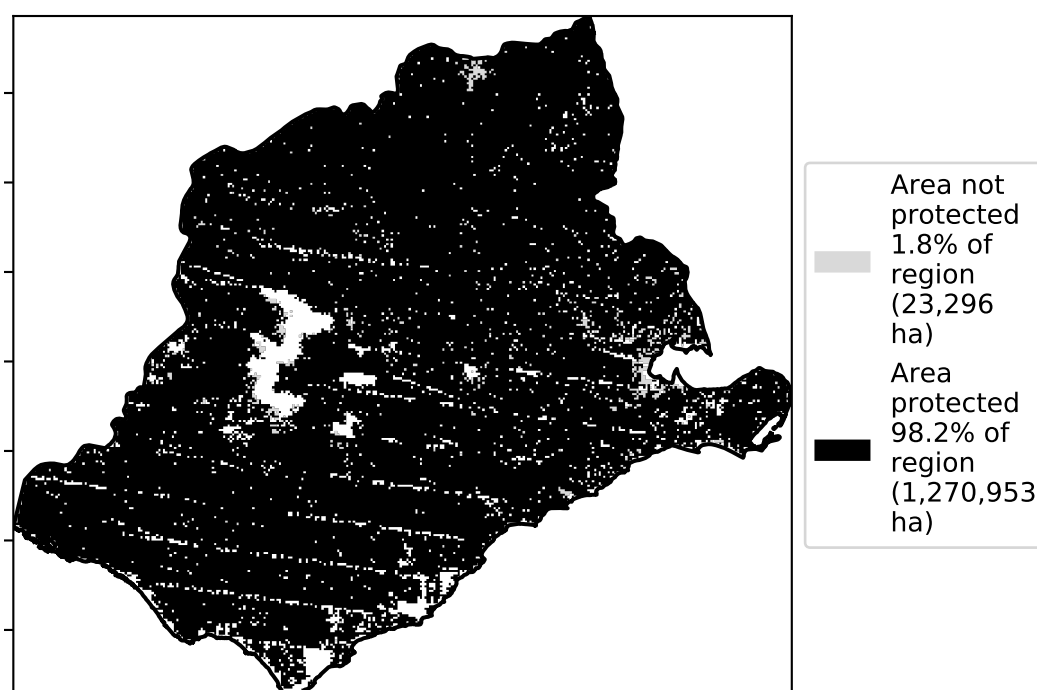 Area not
protected
1.8% of
region
(23,296
ha)
Area
protected
98.2% of
region
(1,270,953
ha)